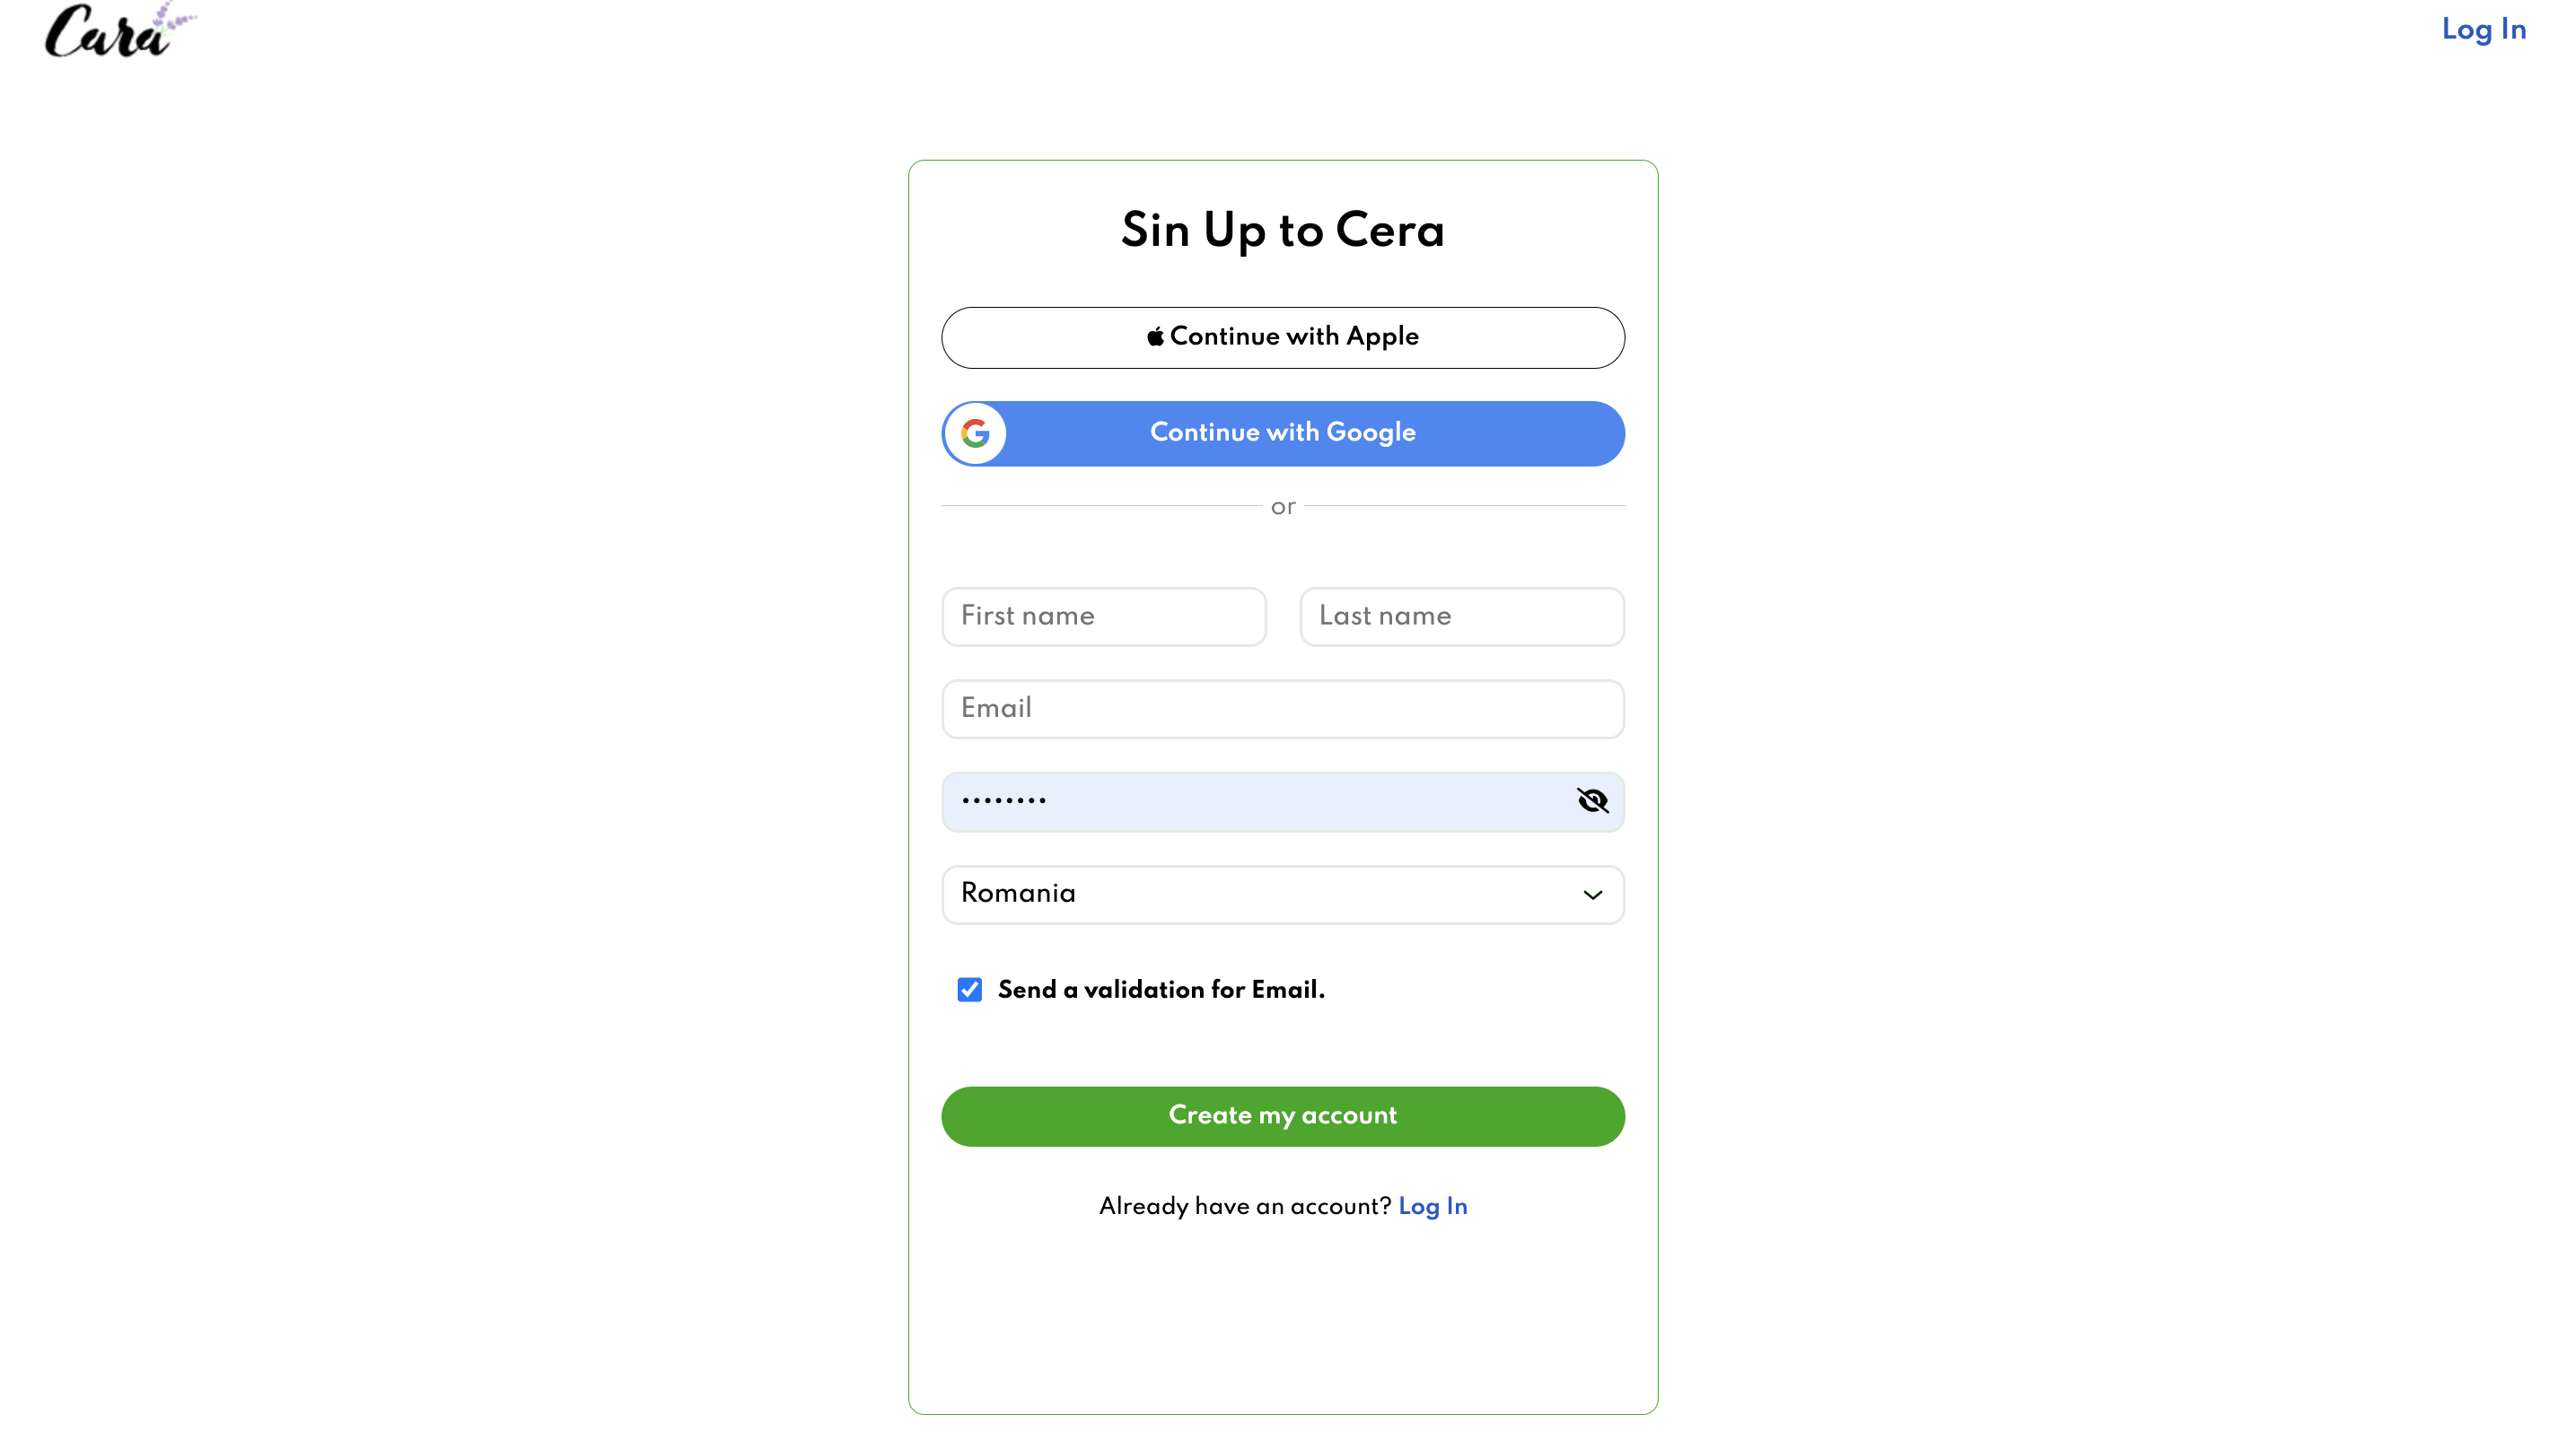 Cara
Log In
Sin Up to Cera
Continue with Apple
Continue with Google
or
First name
Last name
Email
••••••••
Romania
Send a validation for Email.
Create my account
Already have an account? Log In